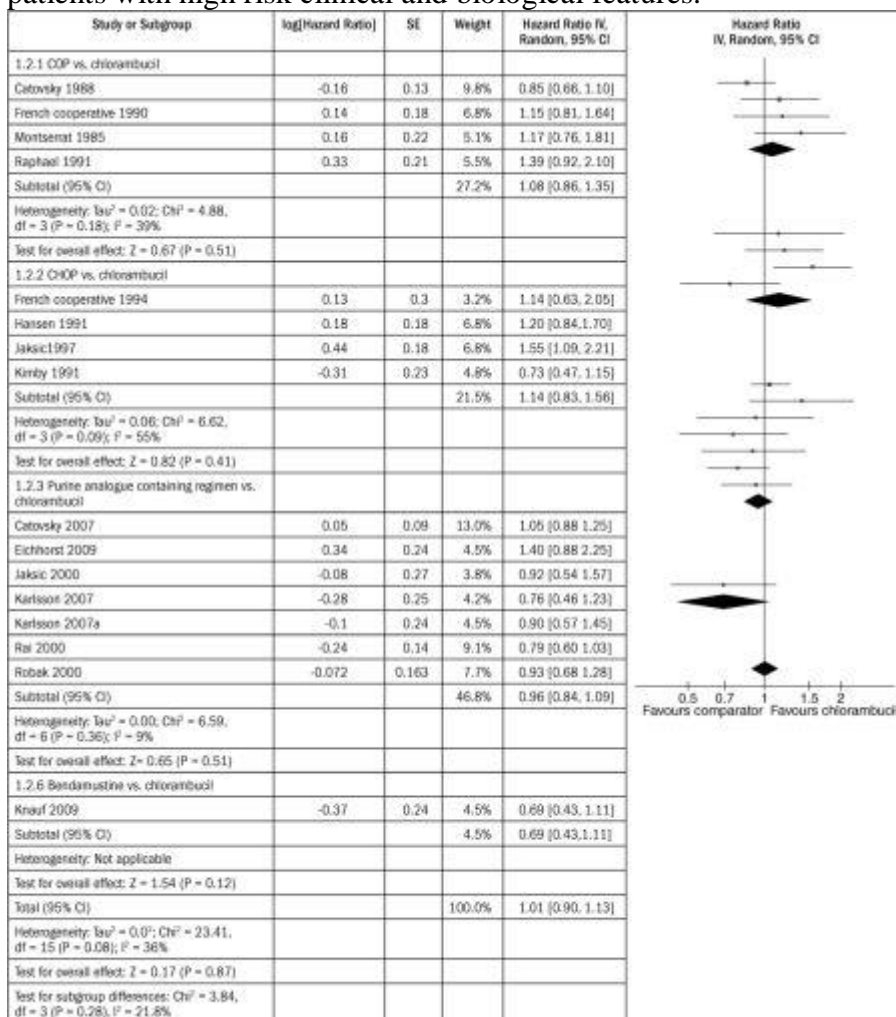 patients with high risk clinical and biological features.
Study or Subgroup log[Hazard Ratio] SE Weight Hazard Ratio IV, Random, 95% CI
Hazard Ratio
IV, Random, 95% CI
1.2.1 COP vs. chlorambucil
Catovsky 1988 -0.16 0.13 9.8% 0.85 [0.66, 1.10]
French cooperative 1990 0.14 0.18 6.8% 1.15 [0.81, 1.64]
Montserrat 1985 0.16 0.22 5.1% 1.17 [0.76, 1.81]
Raphael 1991 0.33 0.21 5.5% 1.39 [0.92, 2.10]
Subtotal (95% CI) 27.2% 1.08 [0.86, 1.35]
Heterogeneity: Tau² = 0.02; Chi² = 4.88,
df = 3 (P = 0.18); I² = 39%
Test for overall effect: Z = 0.67 (P = 0.51)
1.2.2 CHOP vs. chlorambucil
French cooperative 1994 0.13 0.3 3.2% 1.14 [0.63, 2.05]
Hansen 1991 0.18 0.18 6.8% 1.20 [0.84,1.70]
Jaksic1997 0.44 0.18 6.8% 1.55 [1.09, 2.21]
Kimby 1991 -0.31 0.23 4.8% 0.73 [0.47, 1.15]
Subtotal (95% CI) 21.5% 1.14 [0.83, 1.56]
Heterogeneity: Tau² = 0.06; Chi² = 6.62,
df = 3 (P = 0.09); I² = 55%
Test for overall effect; Z = 0.82 (P = 0.41)
1.2.3 Purine analogue containing regimen vs.
chlorambucil
Catovsky 2007 0.05 0.09 13.0% 1.05 [0.88 1.25]
Eichhorst 2009 0.34 0.24 4.5% 1.40 [0.88 2.25]
Jaksic 2000 -0.08 0.27 3.8% 0.92 [0.54 1.57]
Karlsson 2007 -0.28 0.25 4.2% 0.76 [0.46 1.23]
Karlsson 2007a -0.1 0.24 4.5% 0.90 [0.57 1.45]
Rai 2000 -0.24 0.14 9.1% 0.79 [0.60 1.03]
Robak 2000 -0.072 0.163 7.7% 0.93 [0.68 1.28]
Subtotal (95% CI) 46.8% 0.96 [0.84, 1.09]
Heterogeneity: Tau² = 0.00; Chi² = 6.59,
df = 6 (P = 0.36); I² = 9%
Test for overall effect: Z= 0.65 (P = 0.51)
1.2.6 Bendamustine vs. chlorambucil
Knauf 2009 -0.37 0.24 4.5% 0.69 [0.43, 1.11]
Subtotal (95% CI) 4.5% 0.69 [0.43,1.11]
Heterogeneity: Not applicable
Test for overall effect: Z = 1.54 (P = 0.12)
Total (95% CI) 100.0% 1.01 [0.90, 1.13]
Heterogeneity: Chi² = 23.41,
df = 15 (P = 0.08); I² = 36%
Test for overall effect: Z = 0.17 (P = 0.87)
Test for subgroup differences: Chi² = 3.84,
df = 3 (P = 0.28), I² = 21.8%
0.5 0.7 1 1.5 2
Favours comparator Favours chlorambucil